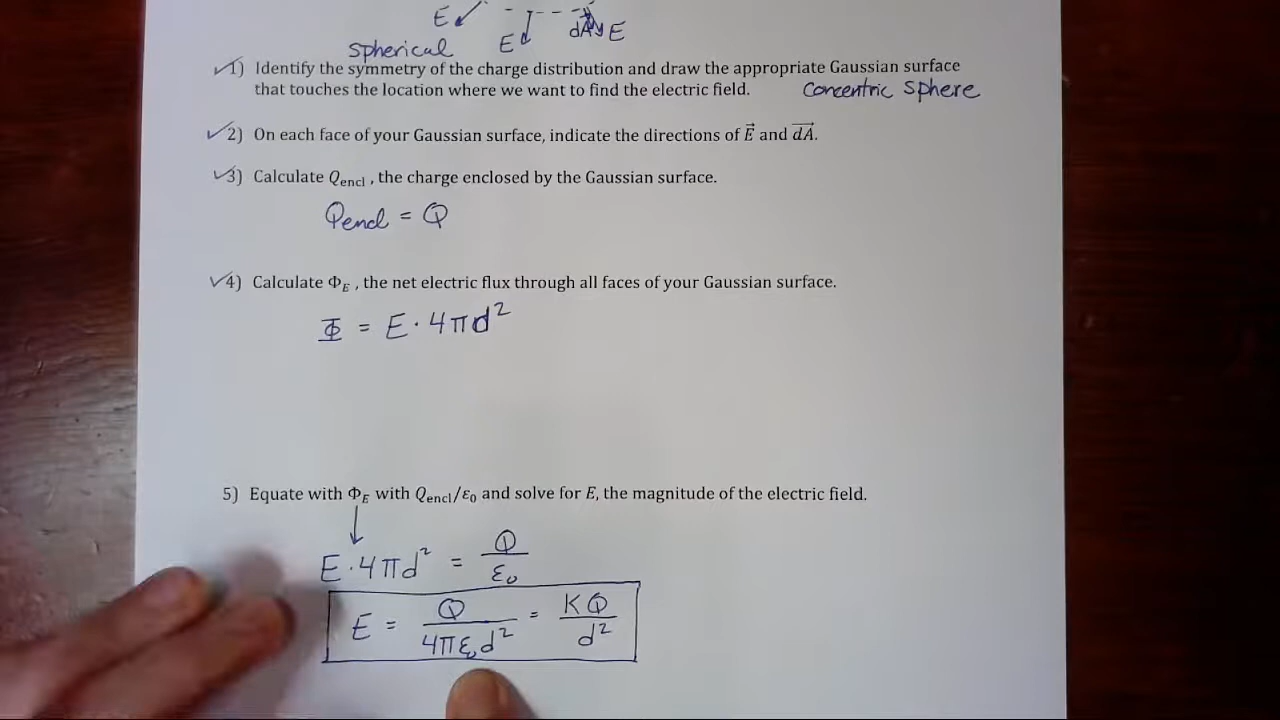 E
E
dA E
spherical
✓1) Identify the symmetry of the charge distribution and draw the appropriate Gaussian surface
that touches the location where we want to find the electric field. concentric sphere
✓2) On each face of your Gaussian surface, indicate the directions of E⃗ and dA⃗.
✓3) Calculate Qencl , the charge enclosed by the Gaussian surface.
Qencl = Q
✓4) Calculate ΦE , the net electric flux through all faces of your Gaussian surface.
Φ = E · 4πd²
5) Equate with ΦE with Qencl/ε0 and solve for E, the magnitude of the electric field.
E · 4πd² = Q/ε0
E = Q/4πε0d² = KQ/d²